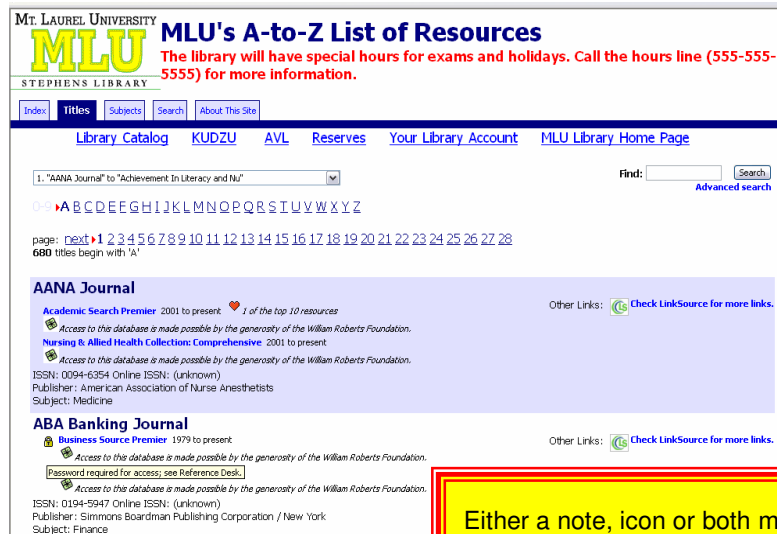 MT. LAUREL UNIVERSITY
MLU
STEPHENS LIBRARY
MLU's A-to-Z List of Resources
The library will have special hours for exams and holidays. Call the hours line (555-555-
5555) for more information.
Index Titles Subjects Search About This Site
Library Catalog KUDZU AVL Reserves Your Library Account MLU Library Home Page
1. "AANA Journal" to "Achievement In Literacy and Nu"
Find: Search
Advanced search
0-9 A B C D E F G H I J K L M N O P Q R S T U V W X Y Z
page: next 1 2 3 4 5 6 7 8 9 10 11 12 13 14 15 16 17 18 19 20 21 22 23 24 25 26 27 28
680 titles begin with 'A'
AANA Journal
Academic Search Premier 2001 to present 1 of the top 10 resources
Other Links: Check LinkSource for more links.
Access to this database is made possible by the generosity of the William Roberts Foundation.
Nursing & Allied Health Collection: Comprehensive 2001 to present
Access to this database is made possible by the generosity of the William Roberts Foundation.
ISSN: 0094-6354 Online ISSN: (unknown)
Publisher: American Association of Nurse Anesthetists
Subject: Medicine
ABA Banking Journal
Business Source Premier 1979 to present
Other Links: Check LinkSource for more links.
Access to this database is made possible by the generosity of the William Roberts Foundation.
Password required for access; see Reference Desk.
Access to this database is made possible by the generosity of the William Roberts Foundation.
ISSN: 0194-5947 Online ISSN: (unknown)
Publisher: Simmons Boardman Publishing Corporation / New York
Subject: Finance
Either a note, icon or both m